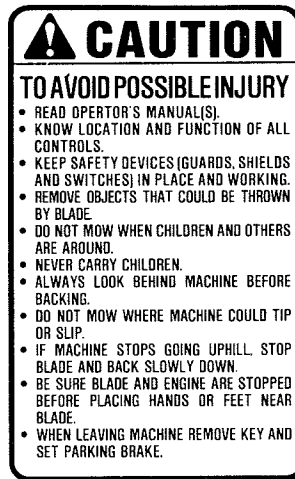 CAUTION
TO AVOID POSSIBLE INJURY
• READ OPERTOR'S MANUAL(S).
• KNOW LOCATION AND FUNCTION OF ALL
CONTROLS.
• KEEP SAFETY DEVICES (GUARDS, SHIELDS
AND SWITCHES) IN PLACE AND WORKING.
• REMOVE OBJECTS THAT COULD BE THROWN
BY BLADE.
• DO NOT MOW WHEN CHILDREN AND OTHERS
ARE AROUND.
• NEVER CARRY CHILDREN.
• ALWAYS LOOK BEHIND MACHINE BEFORE
BACKING.
• DO NOT MOW WHERE MACHINE COULD TIP
OR SLIP.
• IF MACHINE STOPS GOING UPHILL, STOP
BLADE AND BACK SLOWLY DOWN.
• BE SURE BLADE AND ENGINE ARE STOPPED
BEFORE PLACING HANDS OR FEET NEAR
BLADE.
• WHEN LEAVING MACHINE REMOVE KEY AND
SET PARKING BRAKE.